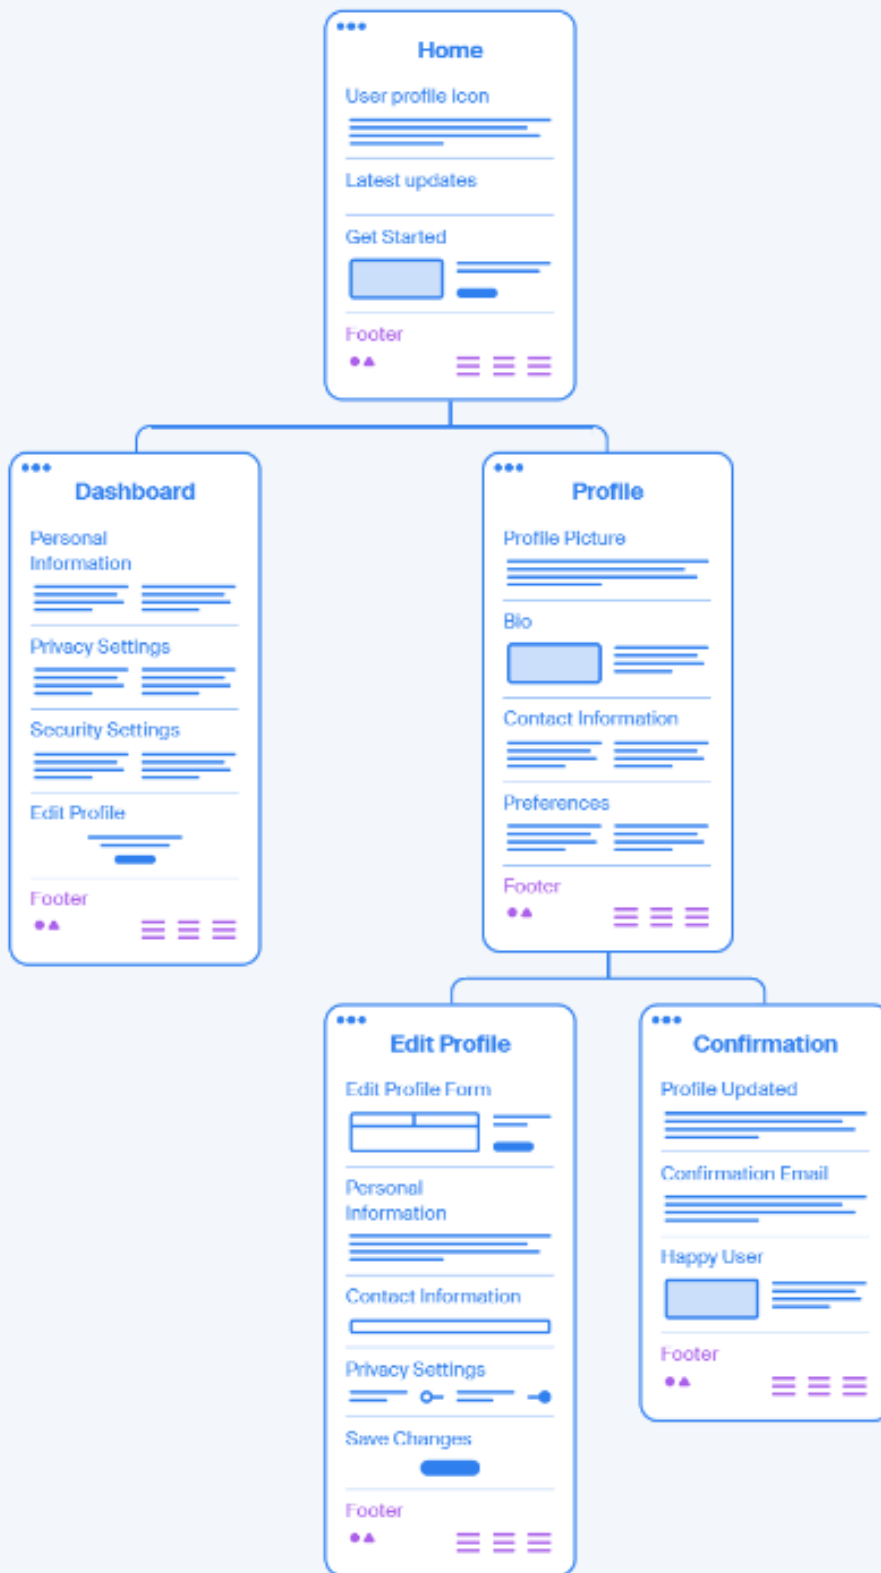 Home
User profile icon
Latest updates
Get Started
Footer
Dashboard
Personal
Information
Privacy Settings
Security Settings
Edit Profile
Footer
Profile
Profile Picture
Bio
Contact Information
Preferences
Footer
Edit Profile
Edit Profile Form
Personal
Information
Contact Information
Privacy Settings
Save Changes
Footer
Confirmation
Profile Updated
Confirmation Email
Happy User
Footer